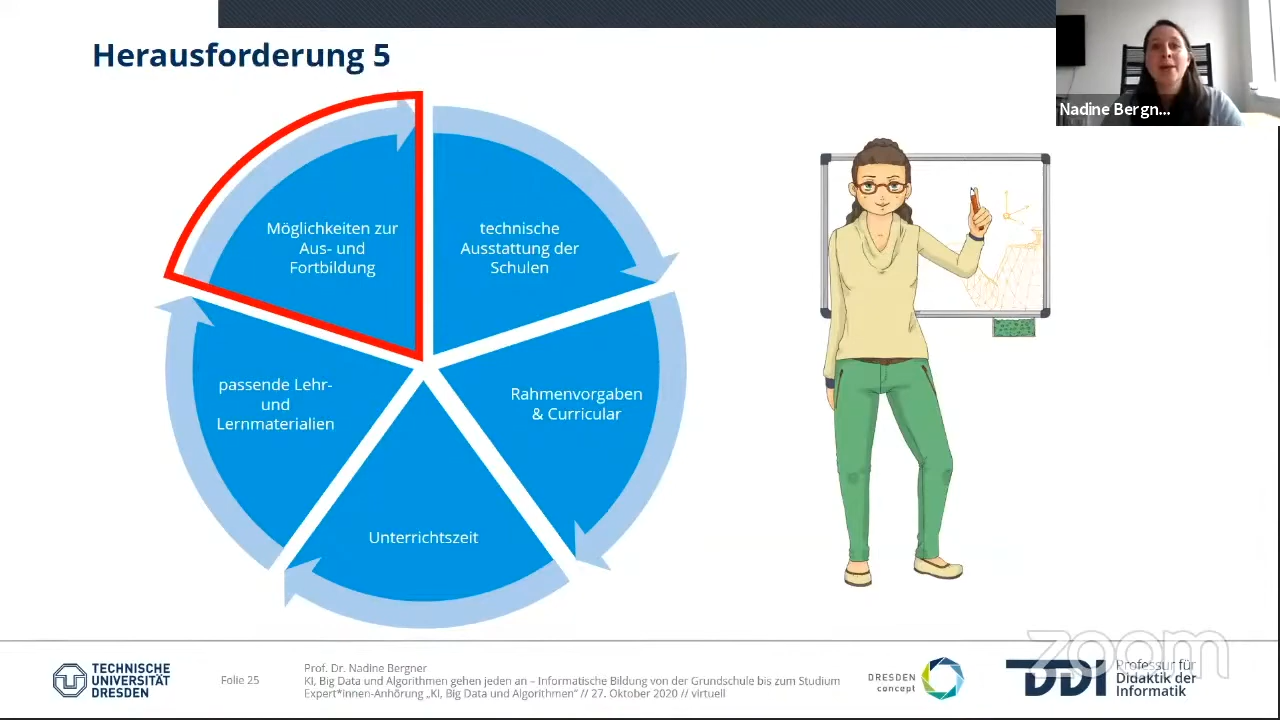 Herausforderung 5
Nadine Bergn...
Möglichkeiten zur
Aus- und
Fortbildung
technische
Ausstattung der
Schulen
Rahmenvorgaben
& Curricular
Unterrichtszeit
passende Lehr-
und
Lernmaterialien
TECHNISCHE
UNIVERSITÄT
DRESDEN
Folie 25
Prof. Dr. Nadine Bergner
KI, Big Data und Algorithmen gehen jeden an – Informatische Bildung von der Grundschule bis zum Studium
Expert*innen-Anhörung „KI, Big Data und Algorithmen“ // 27. Oktober 2020 // virtuell
DRESDEN
concept
DDI
Professur für
Didaktik der
Informatik
zoom